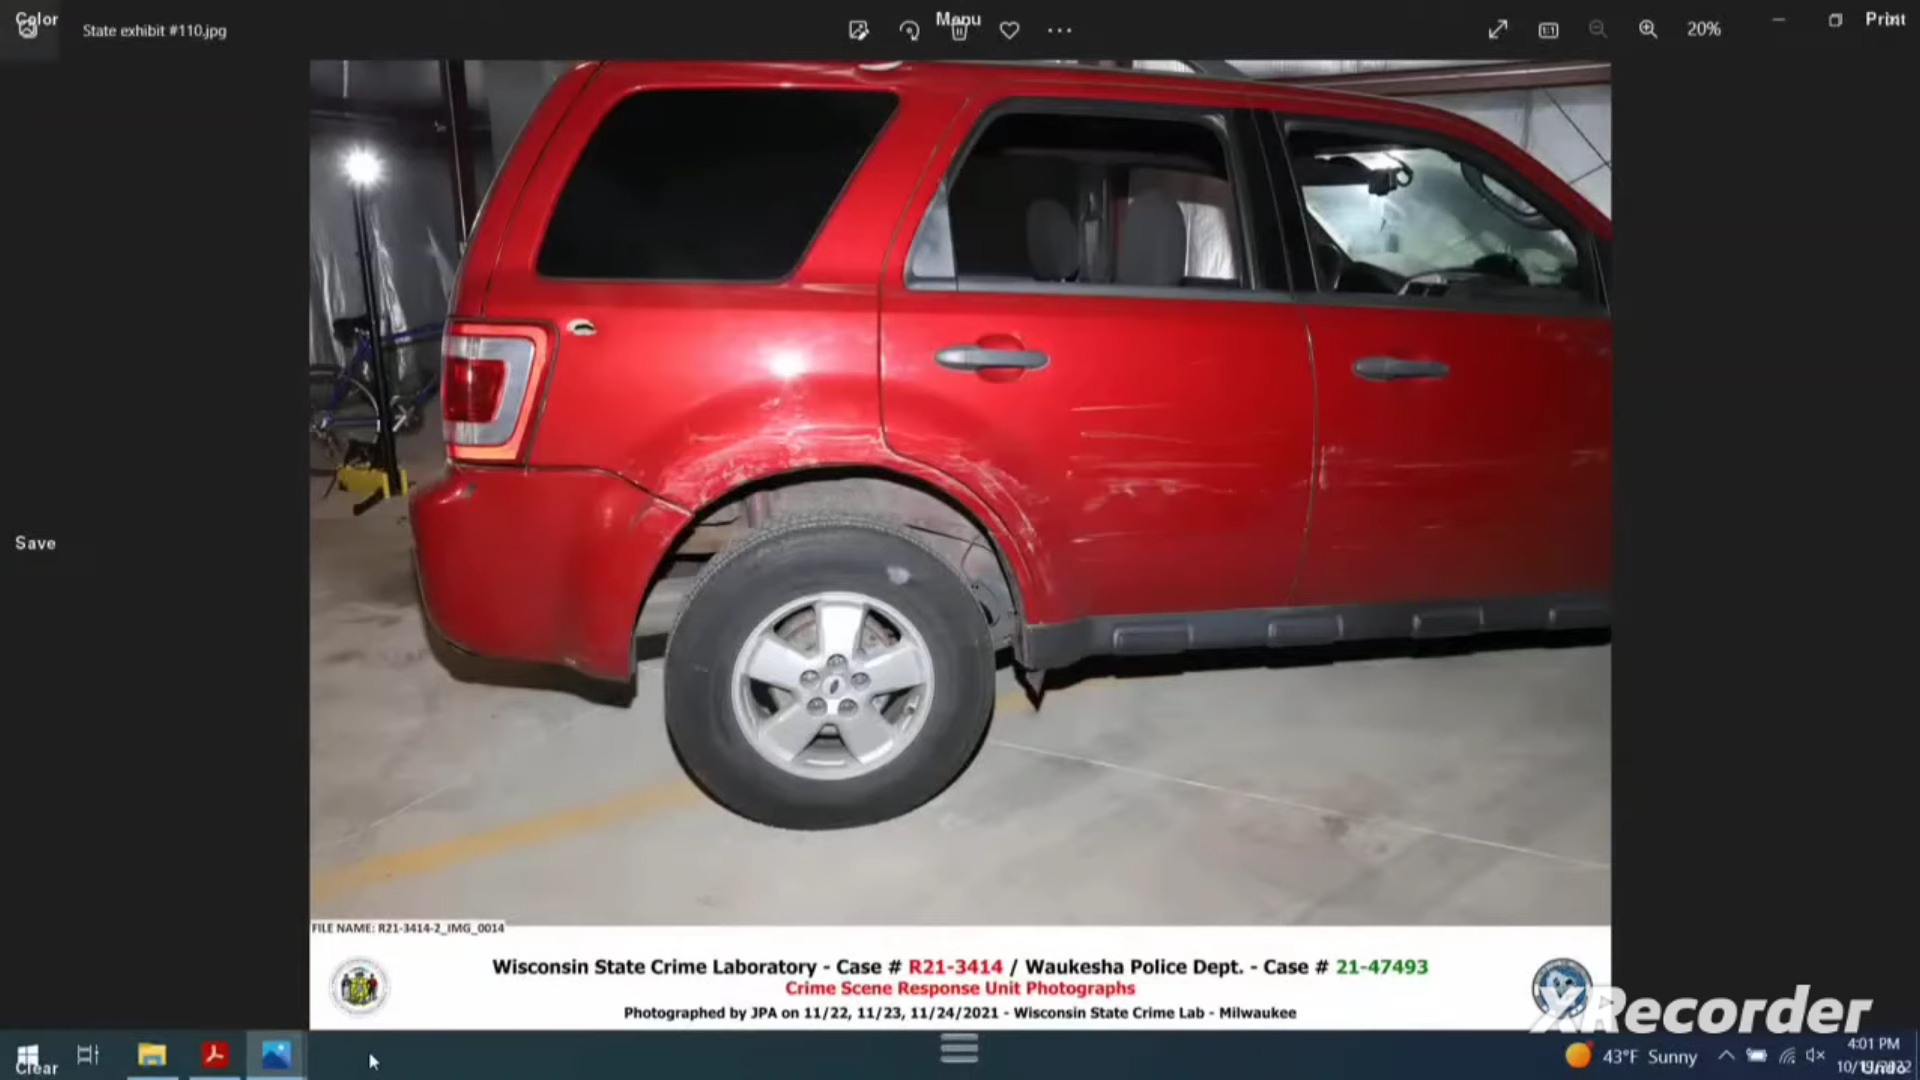 Color
State exhibit #110.jpg
Menu
20%
Print
Save
FILE NAME: R21-3414-2_IMG_0014
Wisconsin State Crime Laboratory - Case # R21-3414 / Waukesha Police Dept. - Case # 21-47493
Crime Scene Response Unit Photographs
Photographed by JPA on 11/22, 11/23, 11/24/2021 - Wisconsin State Crime Lab - Milwaukee
XRecorder
Clear
43°F Sunny
4:01 PM
Undo